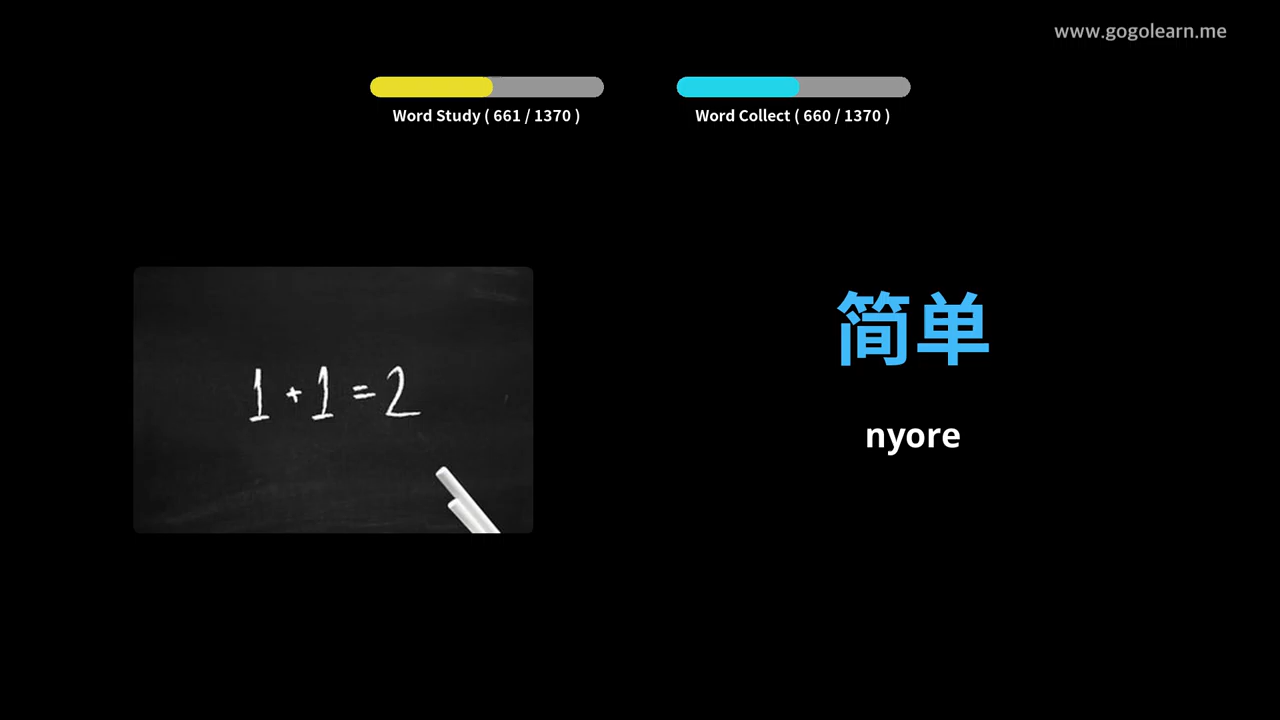 www.gogolearn.me
Word Study ( 661 / 1370 )
Word Collect ( 660 / 1370 )
1 + 1 = 2
简单
nyore